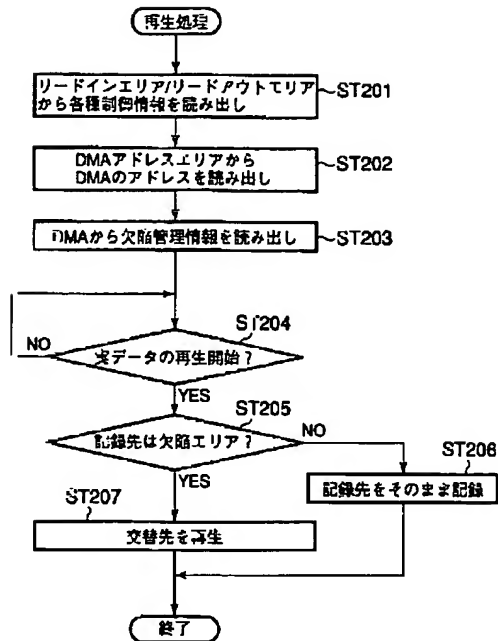 再生処理
リードインエリア/リードアウトエリア
から各種制御情報を読み出し
ST201
DMAアドレスエリアから
DMAのアドレスを読み出し
ST202
DMAから欠陥管理情報を読み出し
ST203
ST204
実データの再生開始？
NO
YES
ST205
記録先は欠陥エリア？
NO
YES
ST206
記録先をそのまま記録
ST207
交替先を再生
終了